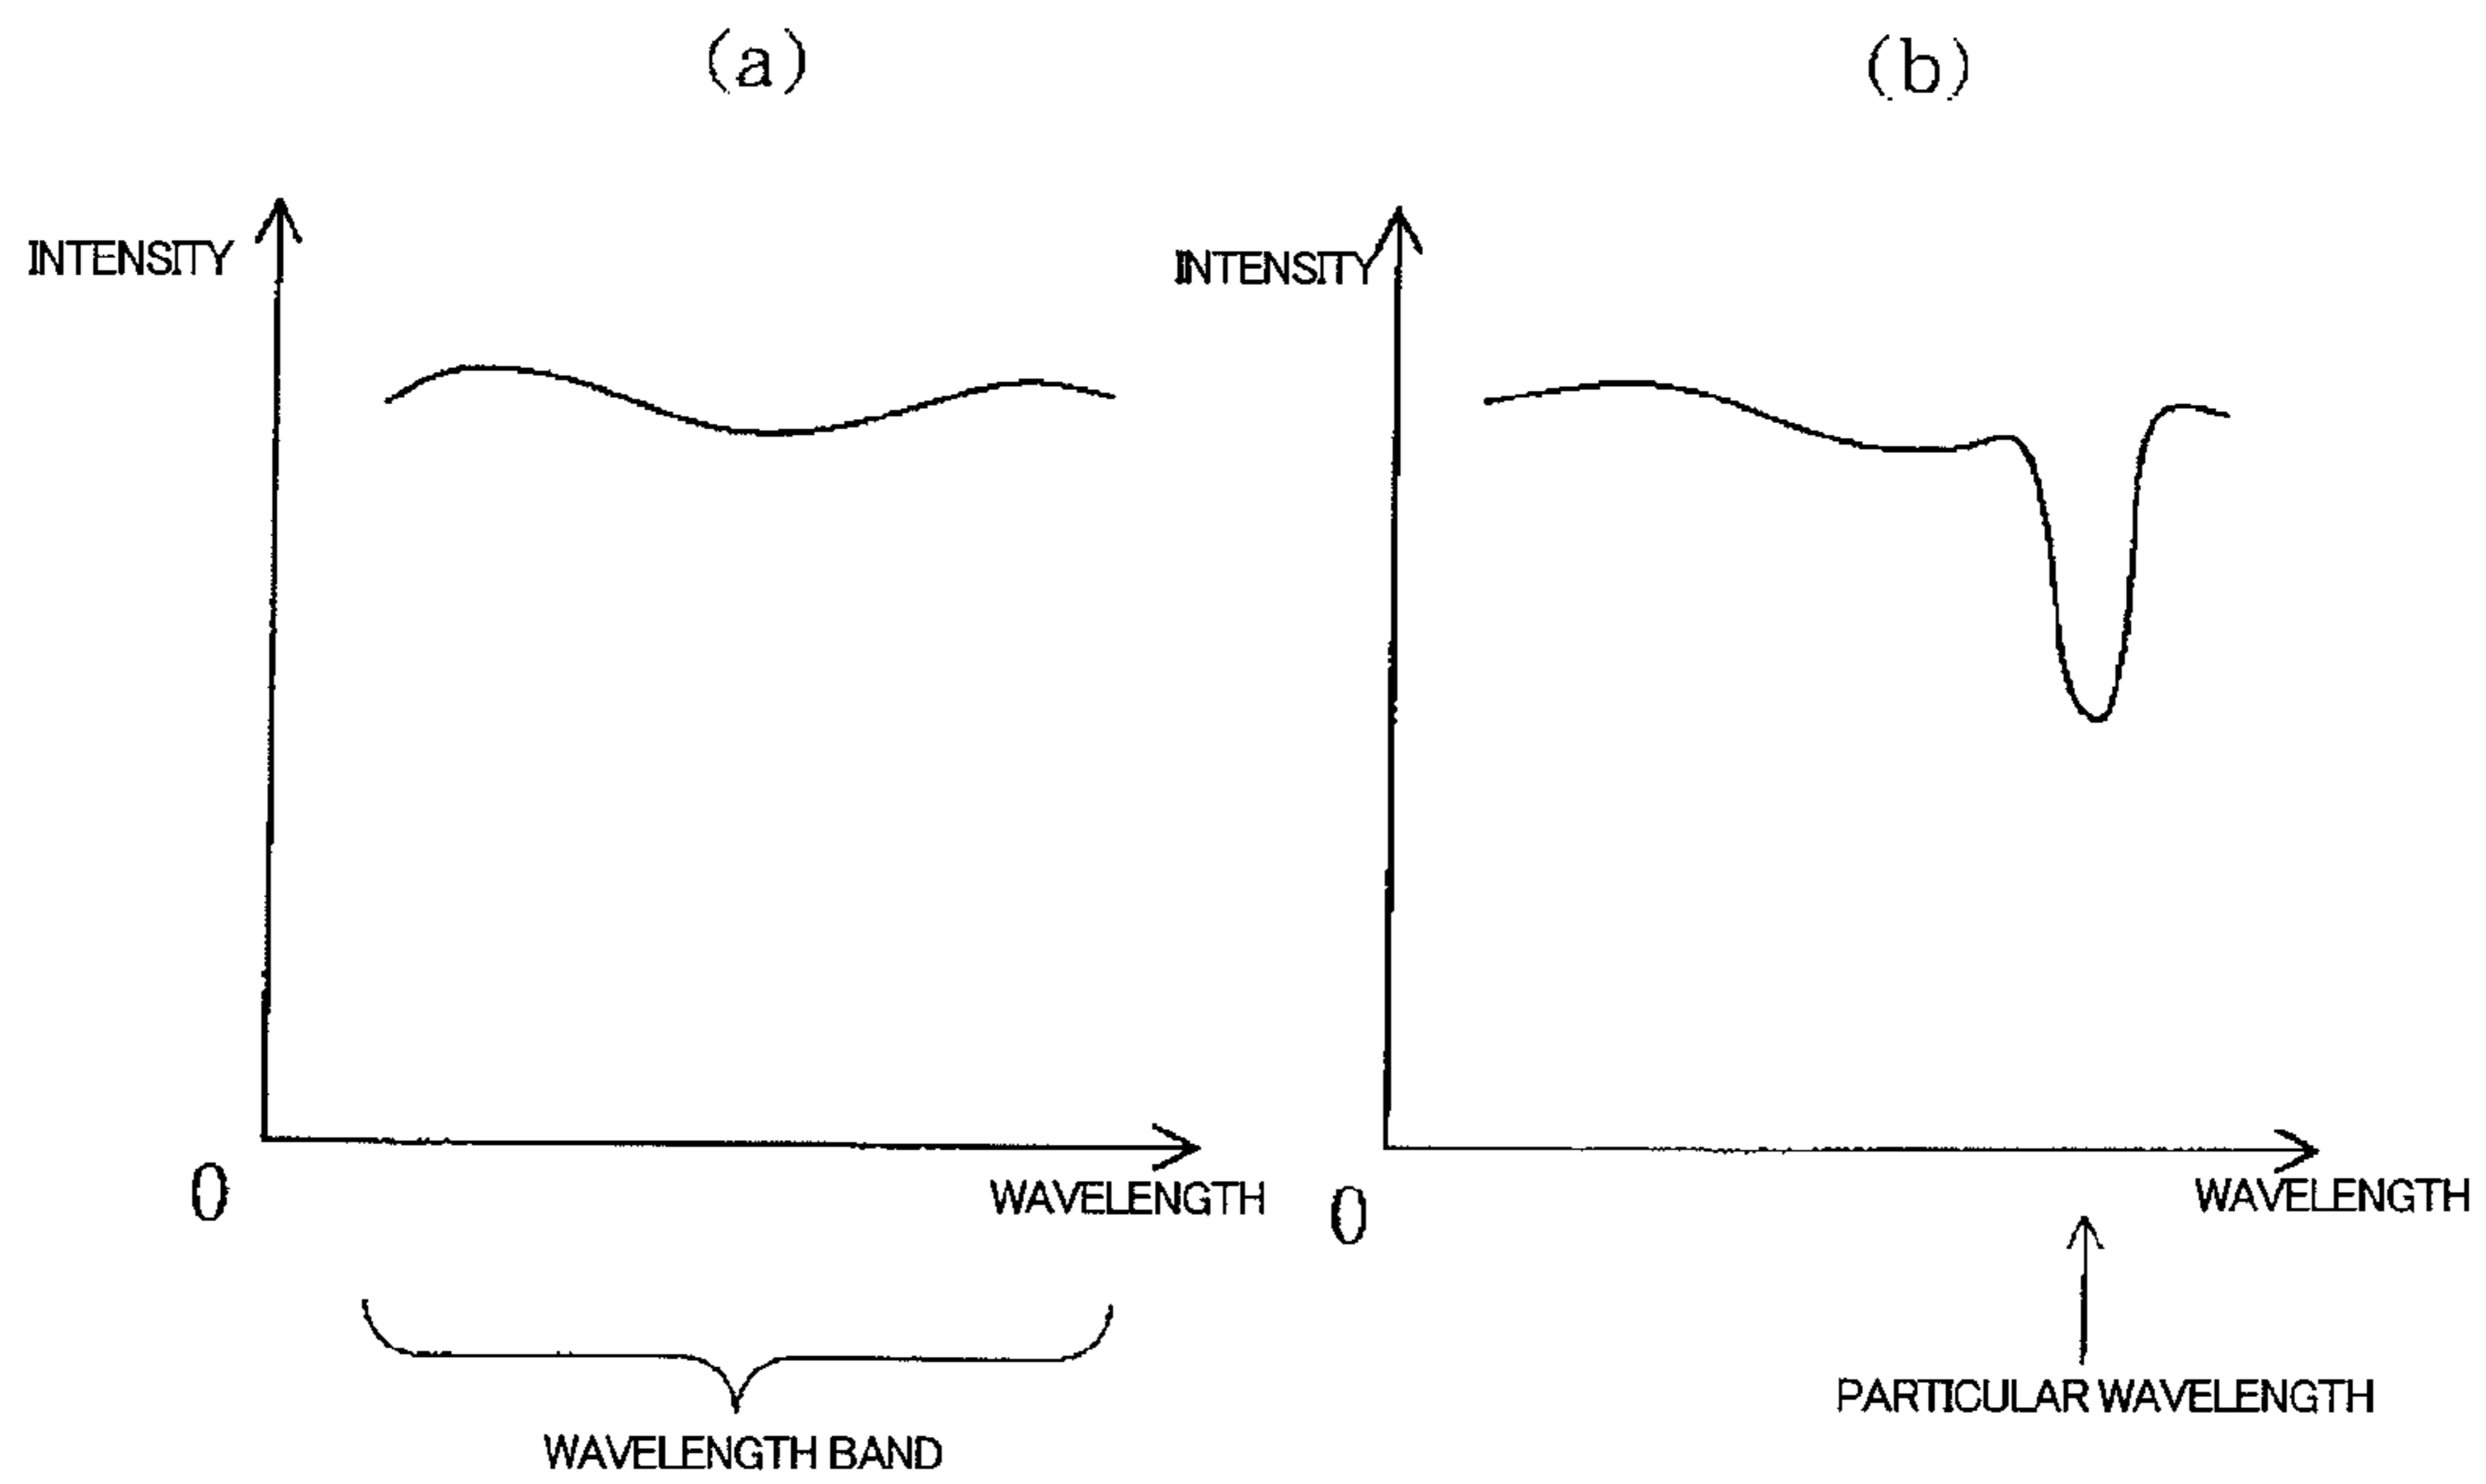 (a)
INTENSITY
0
WAVELENGTH
WAVELENGTH BAND
(b)
INTENSITY
0
WAVELENGTH
PARTICULAR WAVELENGTH